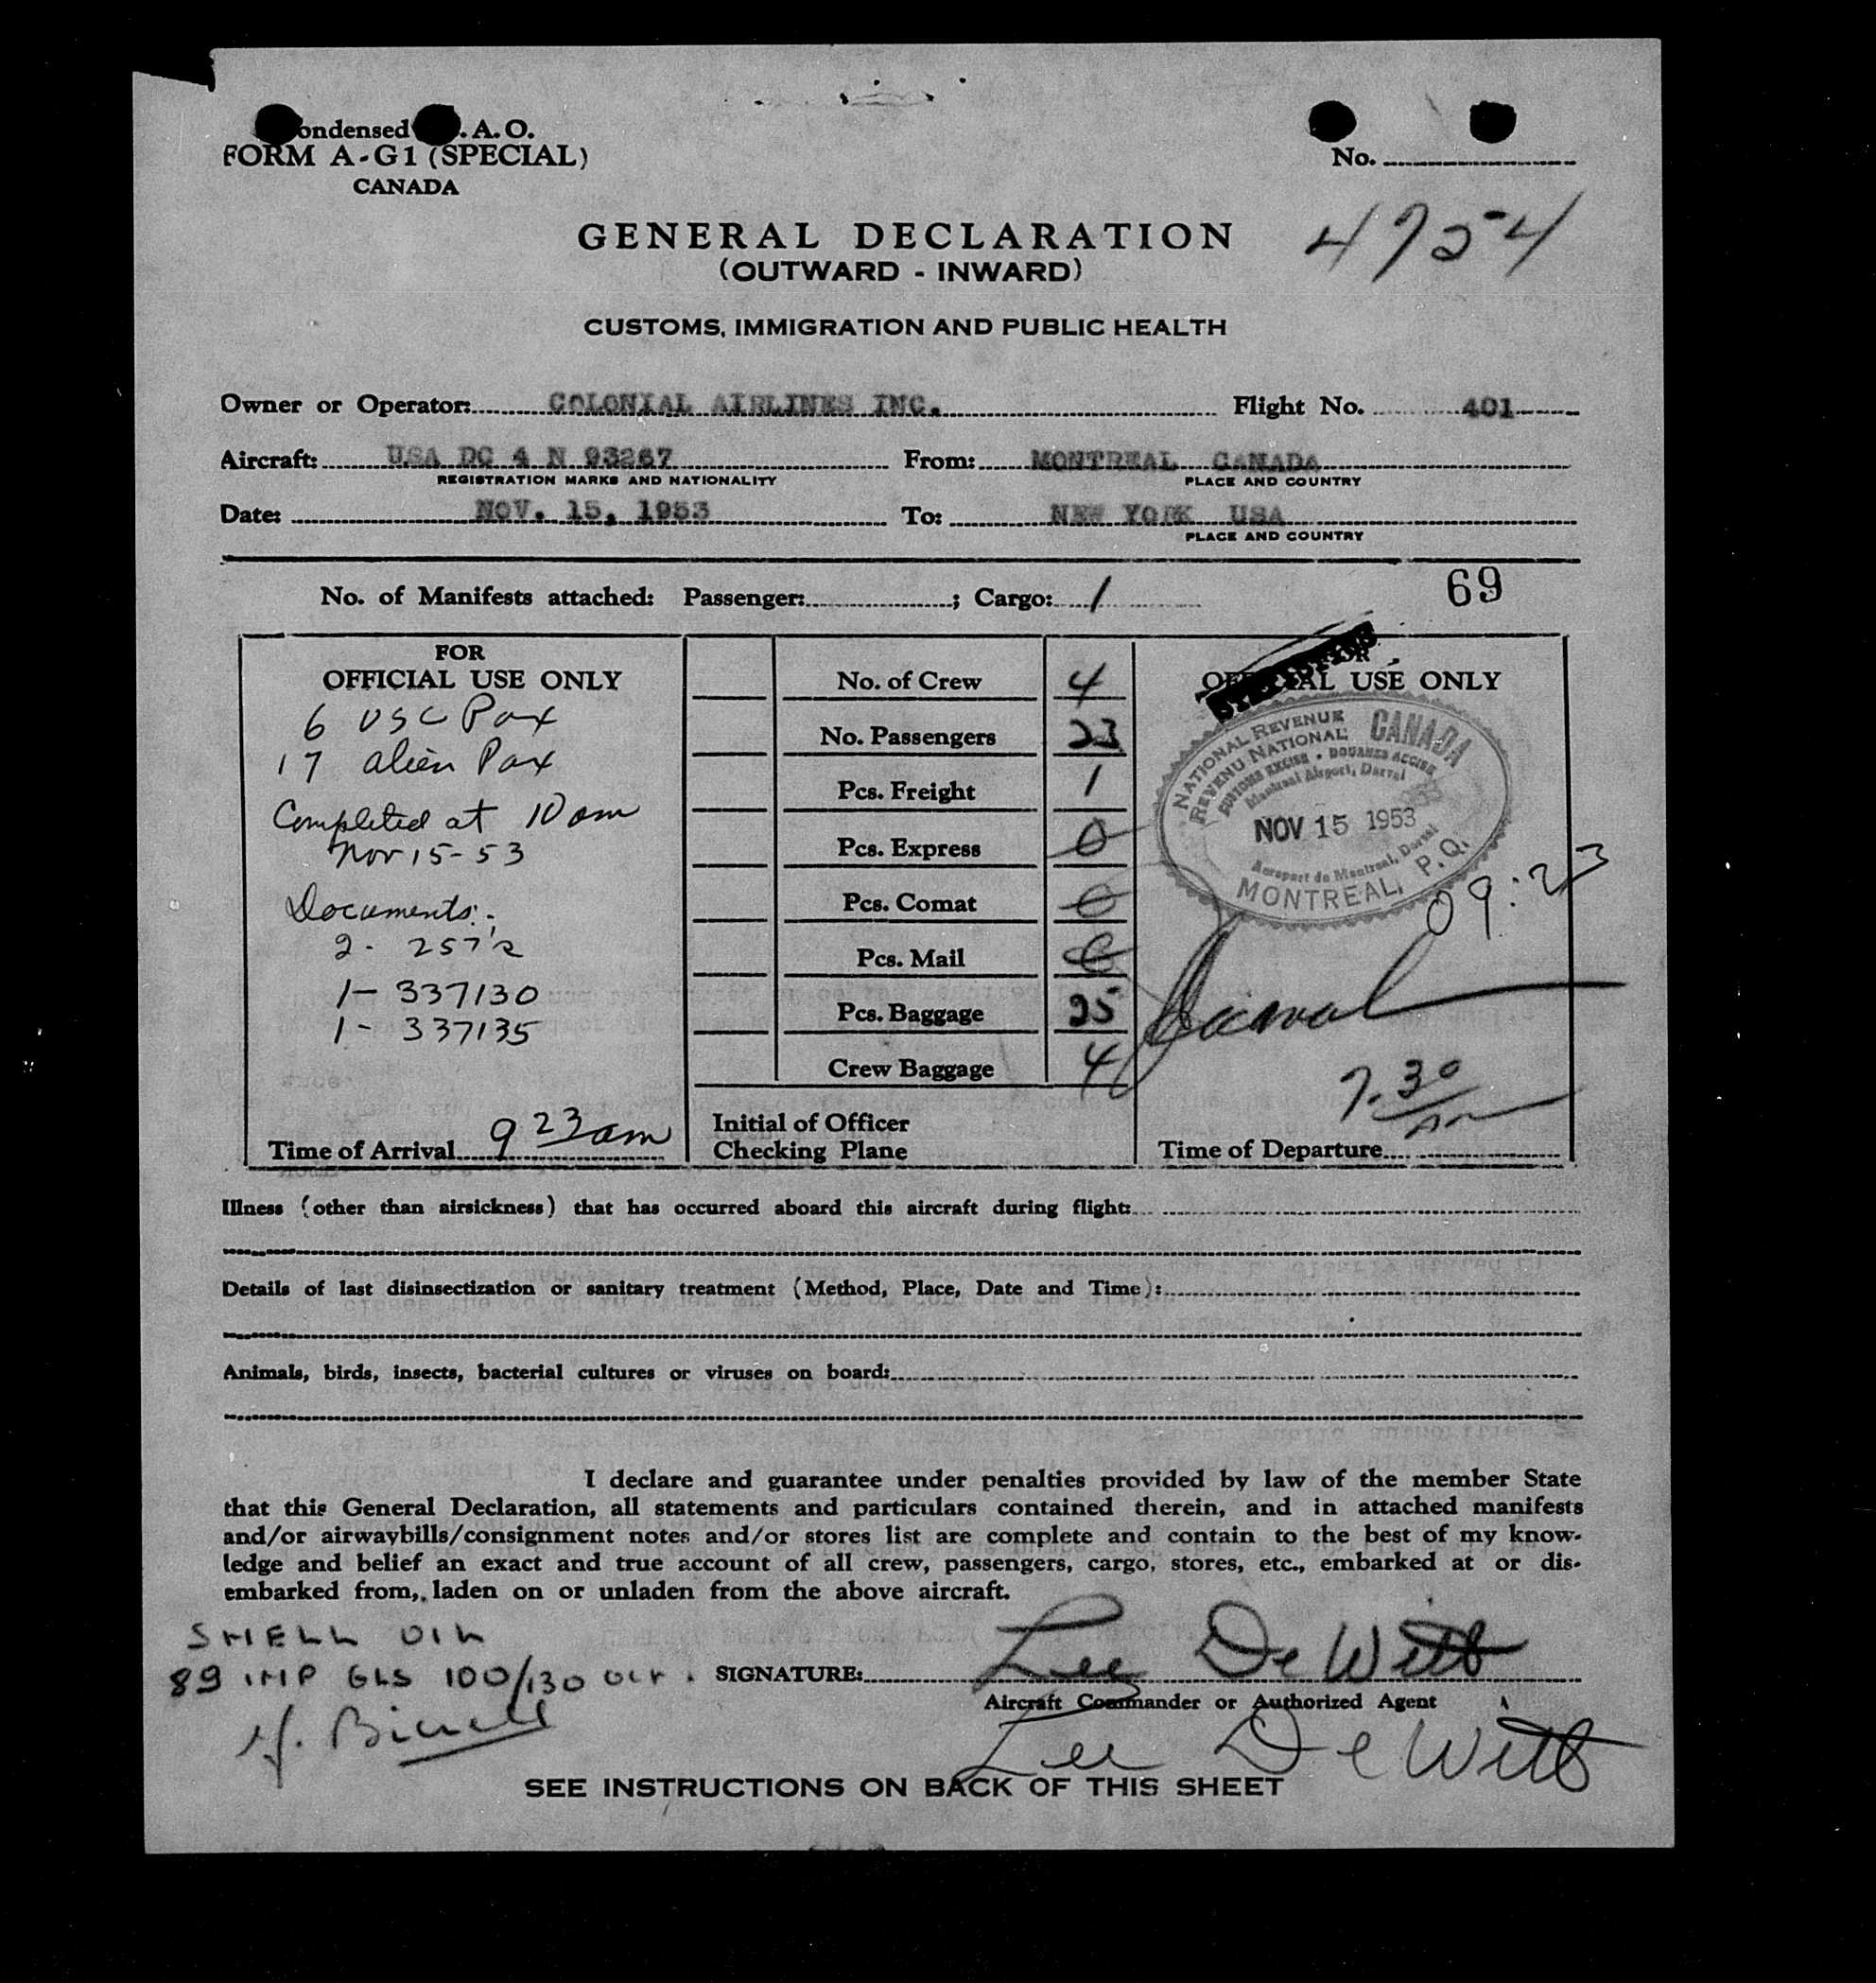 ondensed .A.O.
FORM A-G1 (SPECIAL)
CANADA
No.
4754
GENERAL DECLARATION
(OUTWARD - INWARD)
CUSTOMS, IMMIGRATION AND PUBLIC HEALTH
Owner or Operator: COLONIAL AIRLINES INC. Flight No. 401
Aircraft: USA DC 4 N 93267 From: MONTREAL CANADA
REGISTRATION MARKS AND NATIONALITY PLACE AND COUNTRY
Date: NOV. 15, 1953 To: NEW YORK USA
PLACE AND COUNTRY
69
No. of Manifests attached: Passenger: ; Cargo: 1
FOR
OFFICIAL USE ONLY
6 USC Pax
17 alien Pax
Completed at 10 am
Nov 15-53
Documents:
2- 257's
1- 337130
1- 337135
Time of Arrival 9 23 am
No. of Crew 4
No. Passengers 23
Pcs. Freight 1
Pcs. Express 0
Pcs. Comat 0
Pcs. Mail 0
Pcs. Baggage 25
Crew Baggage 4
Initial of Officer
Checking Plane
OFFICIAL USE ONLY
NATIONAL REVENUE CANADA
REVENU NATIONAL
CUSTOMS EXCISE • DOUANES ACCISE
Montreal Airport, Dorval
NOV 15 1953
Aeroport de Montreal, Dorval
MONTREAL, P.Q.
09:23
7.30
Time of Departure
Illness (other than airsickness) that has occurred aboard this aircraft during flight:
Details of last disinsectization or sanitary treatment (Method, Place, Date and Time):
Animals, birds, insects, bacterial cultures or viruses on board:
I declare and guarantee under penalties provided by law of the member State
that this General Declaration, all statements and particulars contained therein, and in attached manifests
and/or airwaybills/consignment notes and/or stores list are complete and contain to the best of my know-
ledge and belief an exact and true account of all crew, passengers, cargo, stores, etc., embarked at or dis-
embarked from, laden on or unladen from the above aircraft.
SHELL OIL
89 IMP GLS 100/130 OCT. SIGNATURE: Lee DeWitt
Aircraft Commander or Authorized Agent
Lee DeWitt
SEE INSTRUCTIONS ON BACK OF THIS SHEET